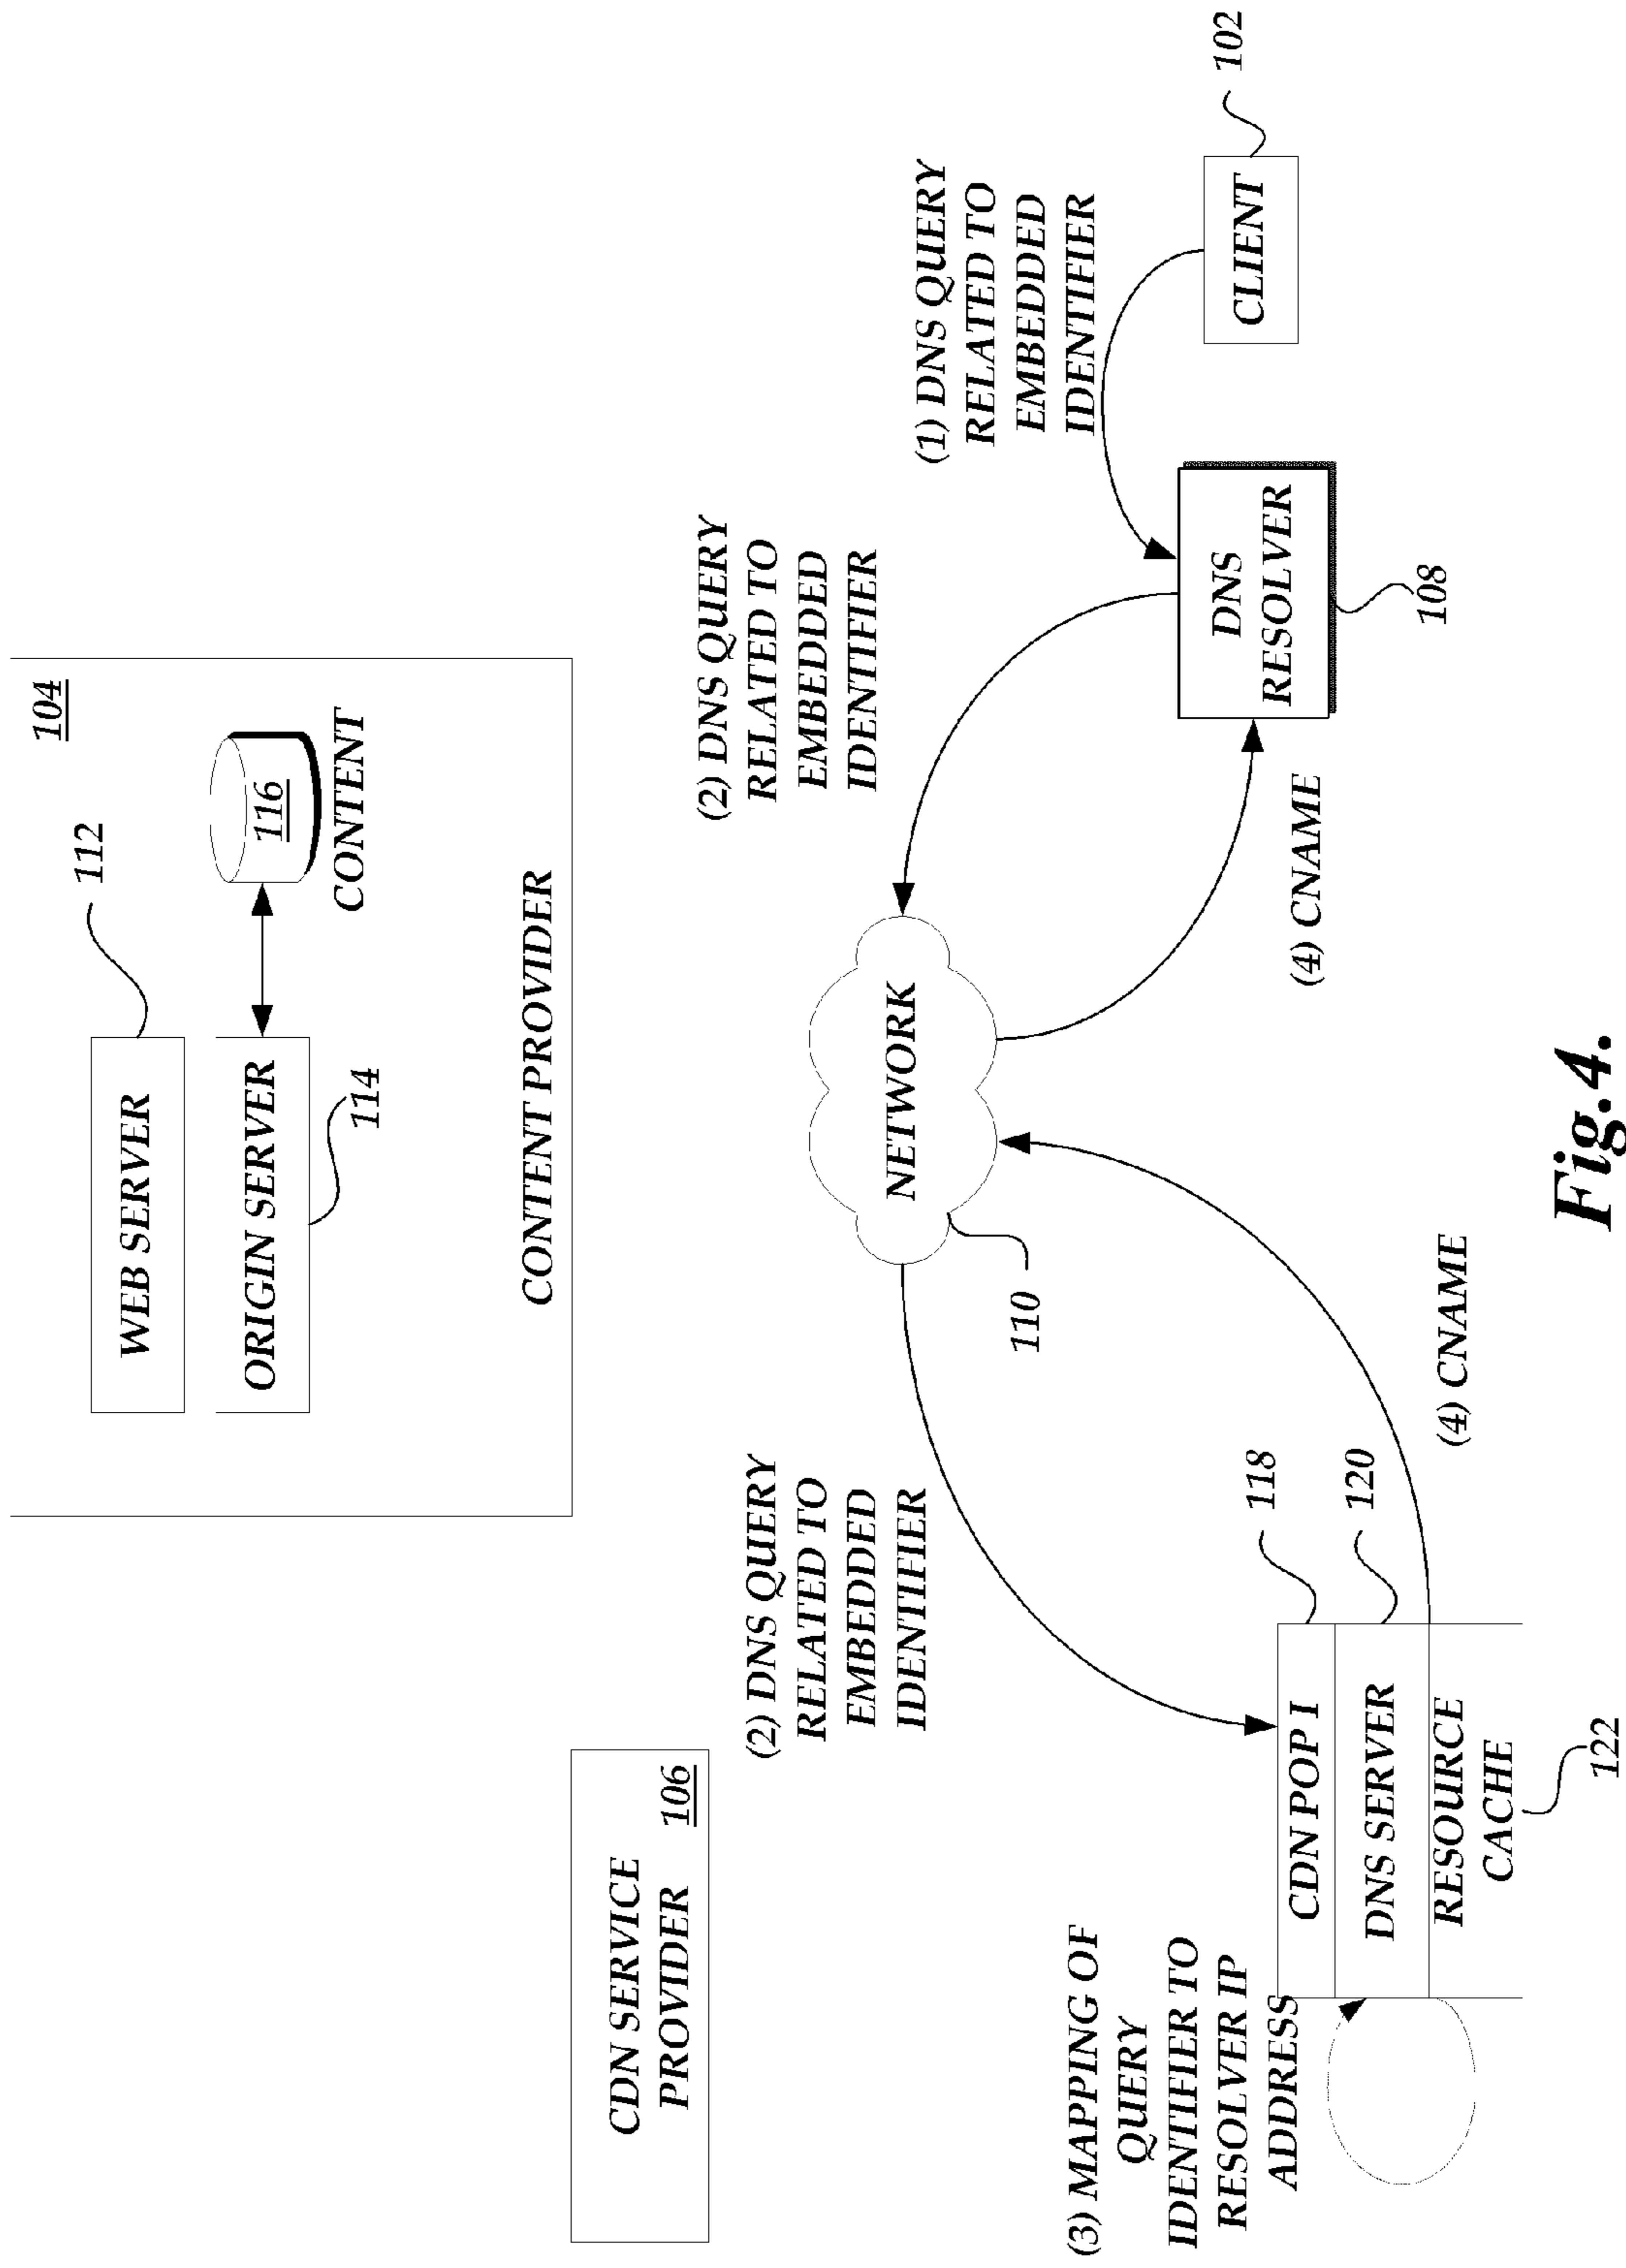 104
112
WEB SERVER
ORIGIN SERVER
116
114
CONTENT
CONTENT PROVIDER
CDN SERVICE
PROVIDER 106
(2) DNS QUERY
RELATED TO
EMBEDDED
IDENTIFIER
(2) DNS QUERY
RELATED TO
EMBEDDED
IDENTIFIER
(1) DNS QUERY
RELATED TO
EMBEDDED
IDENTIFIER
NETWORK
110
(3) MAPPING OF
QUERY
IDENTIFIER TO
RESOLVER IP
ADDRESS
CDN POP I
118
DNS SERVER
120
RESOURCE
CACHE
122
(4) CNAME
(4) CNAME
DNS
RESOLVER
108
CLIENT
102
Fig.4.